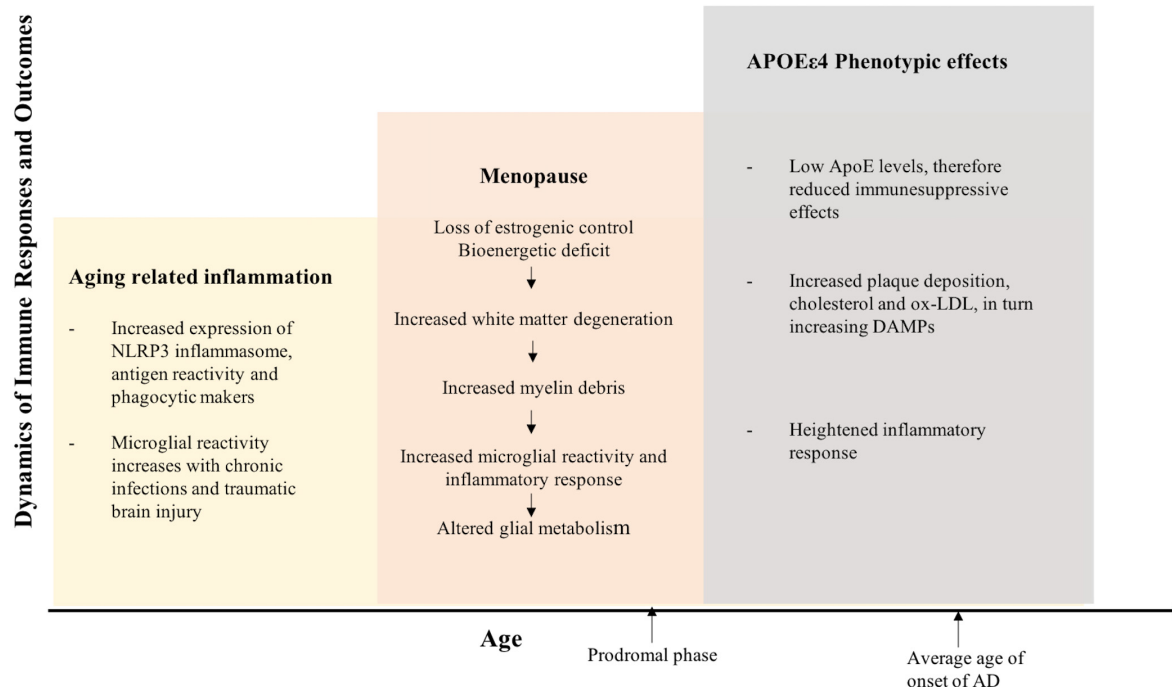 Dynamics of Immune Responses and Outcomes
Aging related inflammation
- Increased expression of
NLRP3 inflammasome,
antigen reactivity and
phagocytic makers
- Microglial reactivity
increases with chronic
infections and traumatic
brain injury
Menopause
Loss of estrogenic control
Bioenergetic deficit
Increased white matter degeneration
Increased myelin debris
Increased microglial reactivity and
inflammatory response
Altered glial metabolism
APOEε4 Phenotypic effects
- Low ApoE levels, therefore
reduced immunesuppressive
effects
- Increased plaque deposition,
cholesterol and ox-LDL, in turn
increasing DAMPs
- Heightened inflammatory
response
Age
Prodromal phase
Average age of
onset of AD